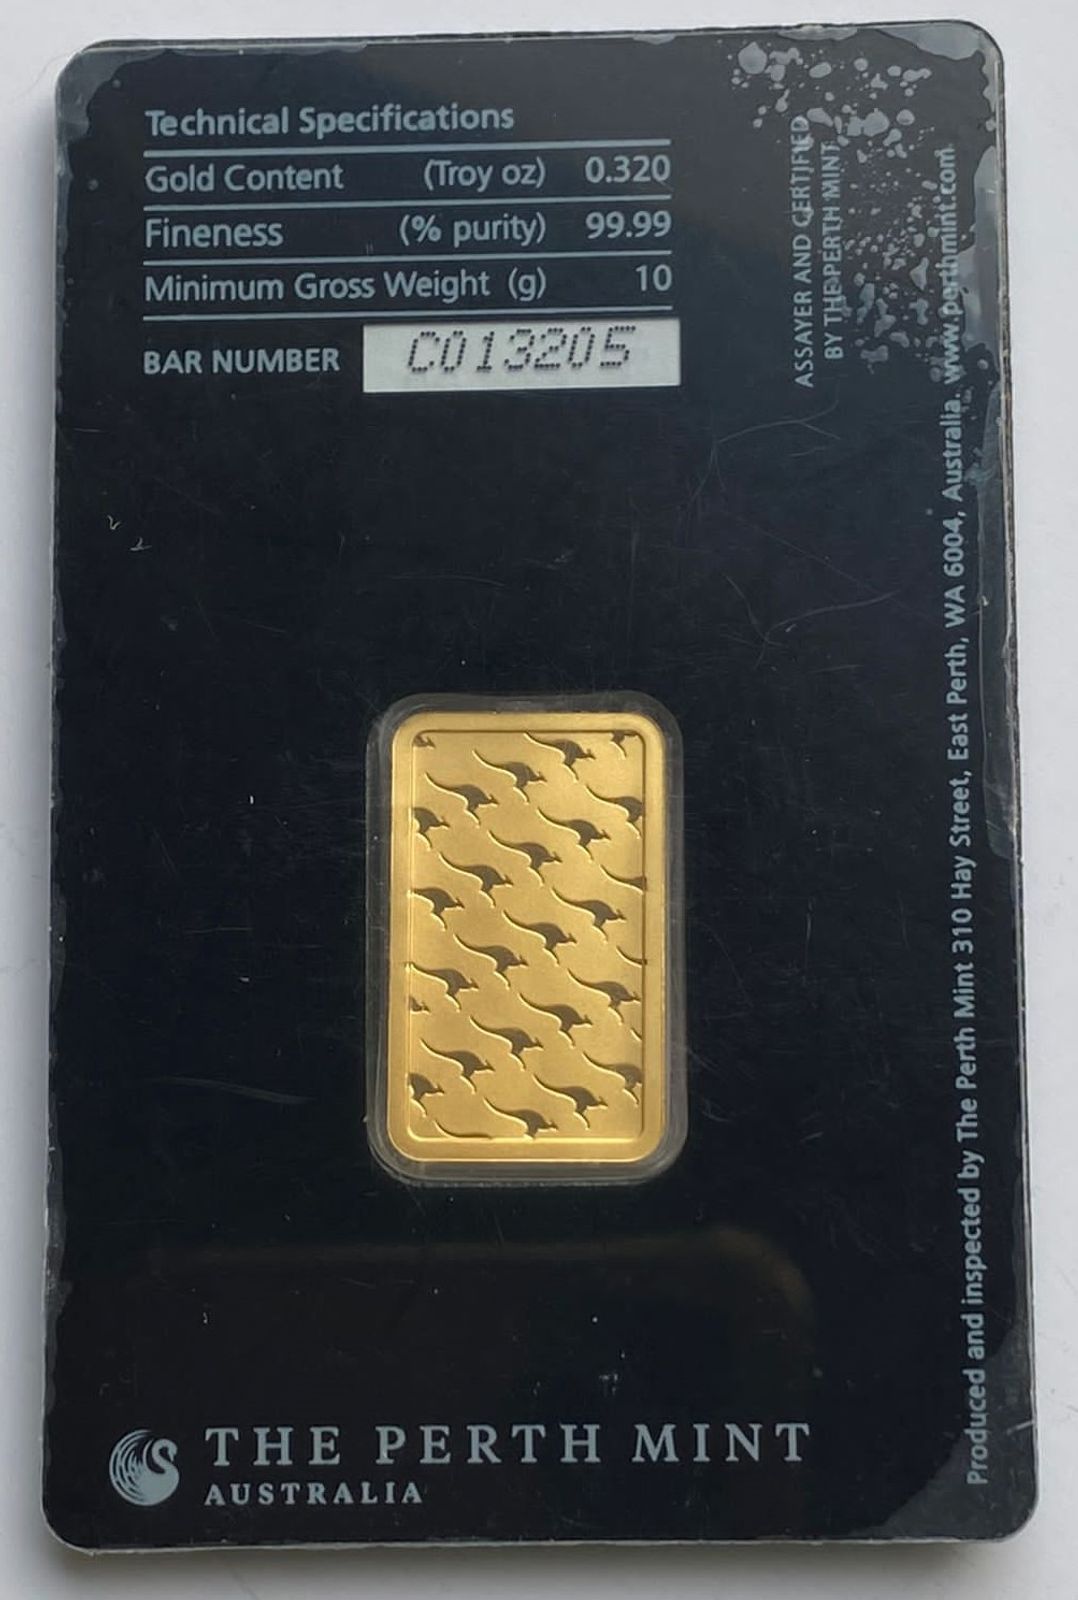 Technical Specifications
Gold Content (Troy oz) 0.320
Fineness (% purity) 99.99
Minimum Gross Weight (g) 10
BAR NUMBER C013205
ASSAYER AND CERTIFIED
BY THE PERTH MINT
Produced and inspected by The Perth Mint 310 Hay Street, East Perth, WA 6004, Australia. www.perthmint.com
THE PERTH MINT
AUSTRALIA